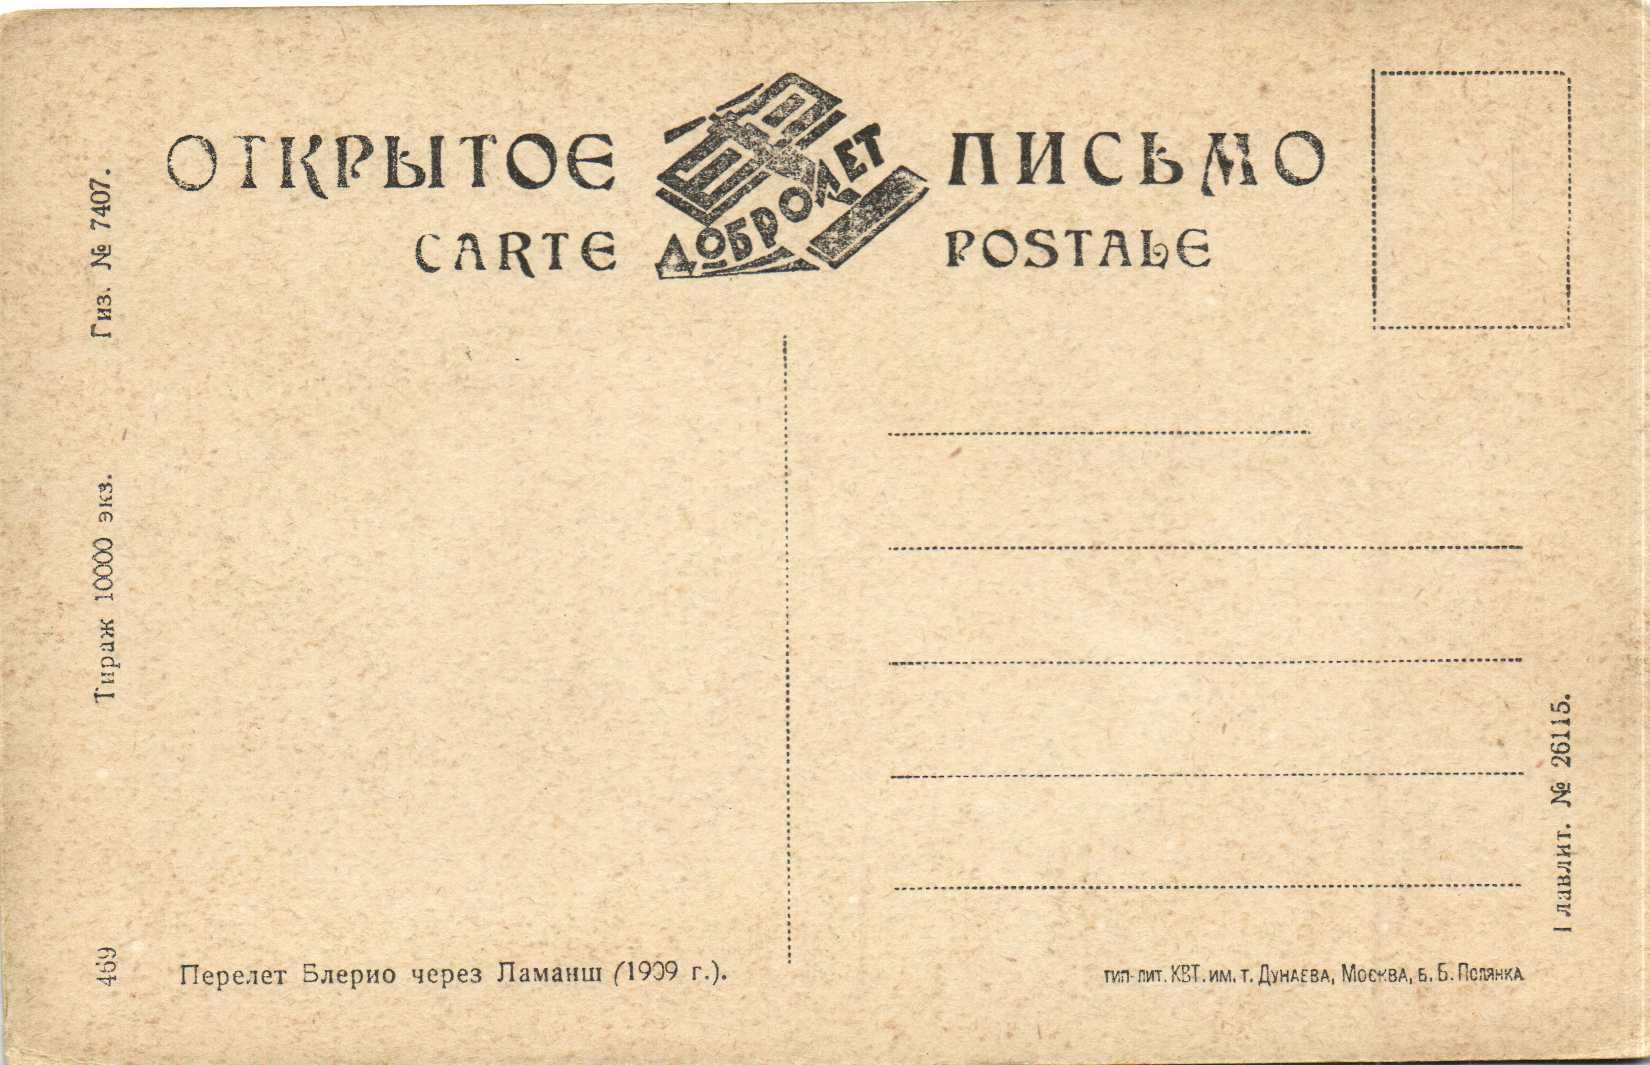 ОТКРЫТОЕ ПИСЬМО
ДОБРОЛЕТ
CARTE POSTALE
Гиз. № 7407.
Тираж 10000 экз.
469
Перелет Блерио через Ламанш (1909 г.).
Главлит. № 26115.
ТИП-ЛИТ. КВТ. ИМ. Т. ДУНАЕВА, МОСКВА, Б. Б. ПОЛЯНКА